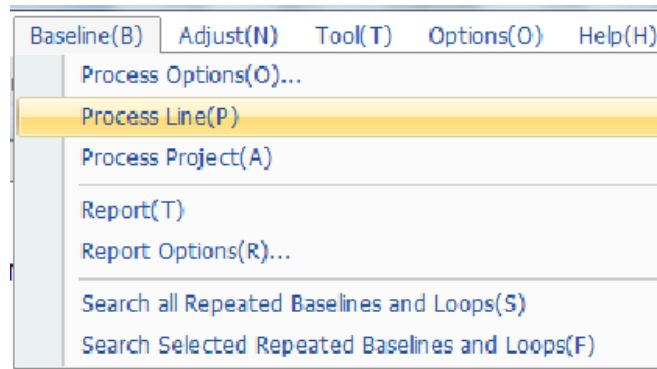 Baseline(B) Adjust(N) Tool(T) Options(O) Help(H)
Process Options(O)...
Process Line(P)
Process Project(A)
Report(T)
Report Options(R)...
Search all Repeated Baselines and Loops(S)
Search Selected Repeated Baselines and Loops(F)